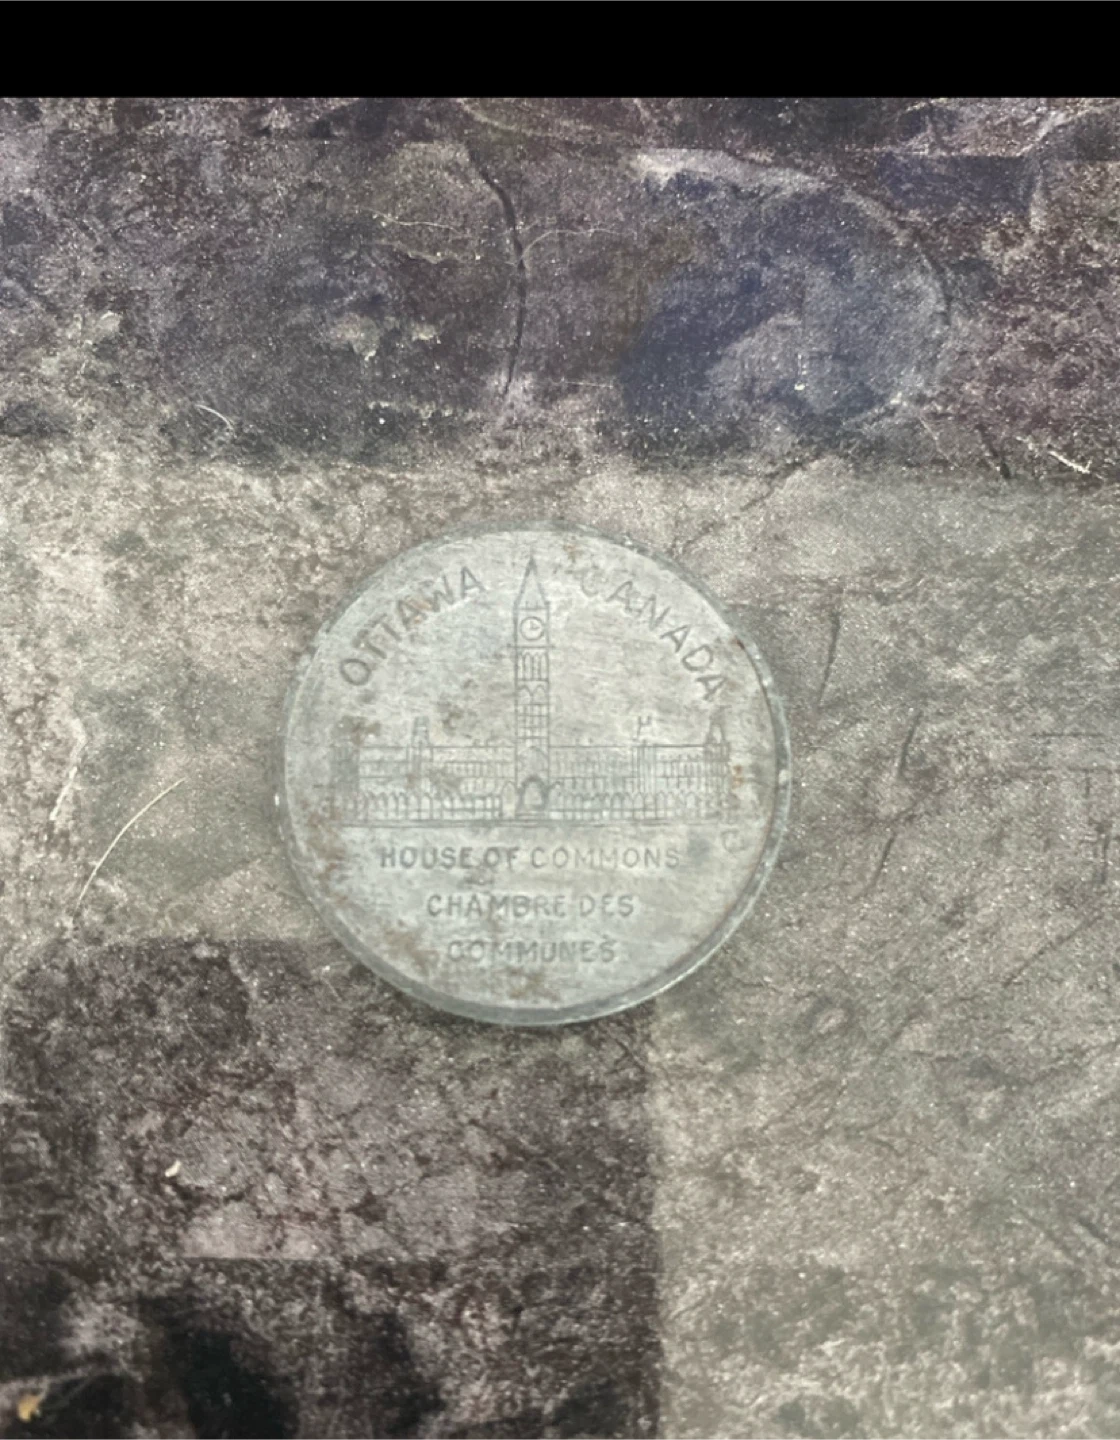 OTTAWA CANADA
HOUSE OF COMMONS
CHAMBRE DES
COMMUNES